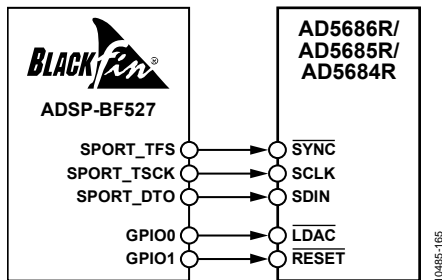 BLACKfin®
ADSP-BF527
AD5686R/
AD5685R/
AD5684R
SPORT_TFS
SYNC
SPORT_TSCK
SCLK
SPORT_DTO
SDIN
GPIO0
LDAC
GPIO1
RESET
10485-165